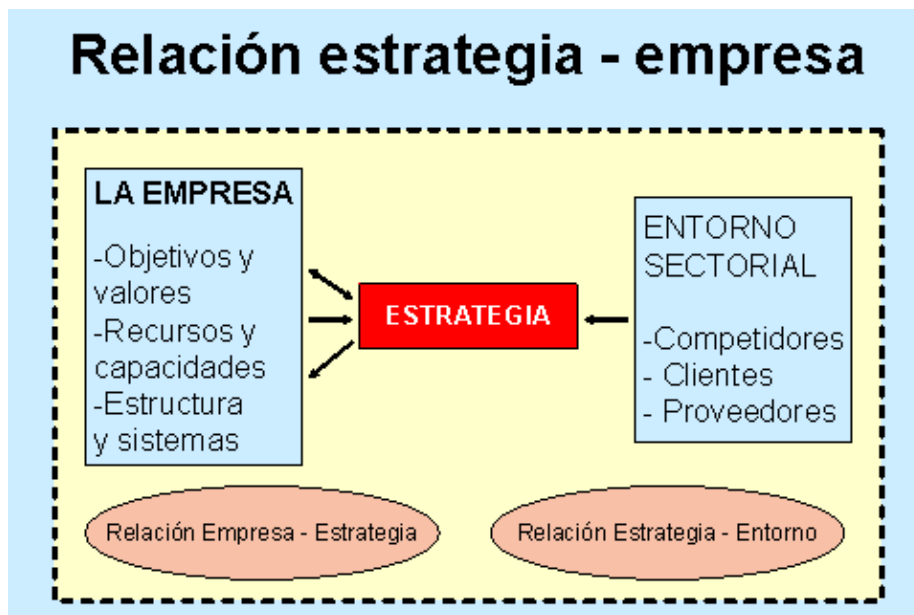 Relación estrategia - empresa
LA EMPRESA
-Objetivos y
valores
-Recursos y
capacidades
-Estructura
y sistemas
ESTRATEGIA
ENTORNO
SECTORIAL
-Competidores
- Clientes
- Proveedores
Relación Empresa - Estrategia
Relación Estrategia - Entorno